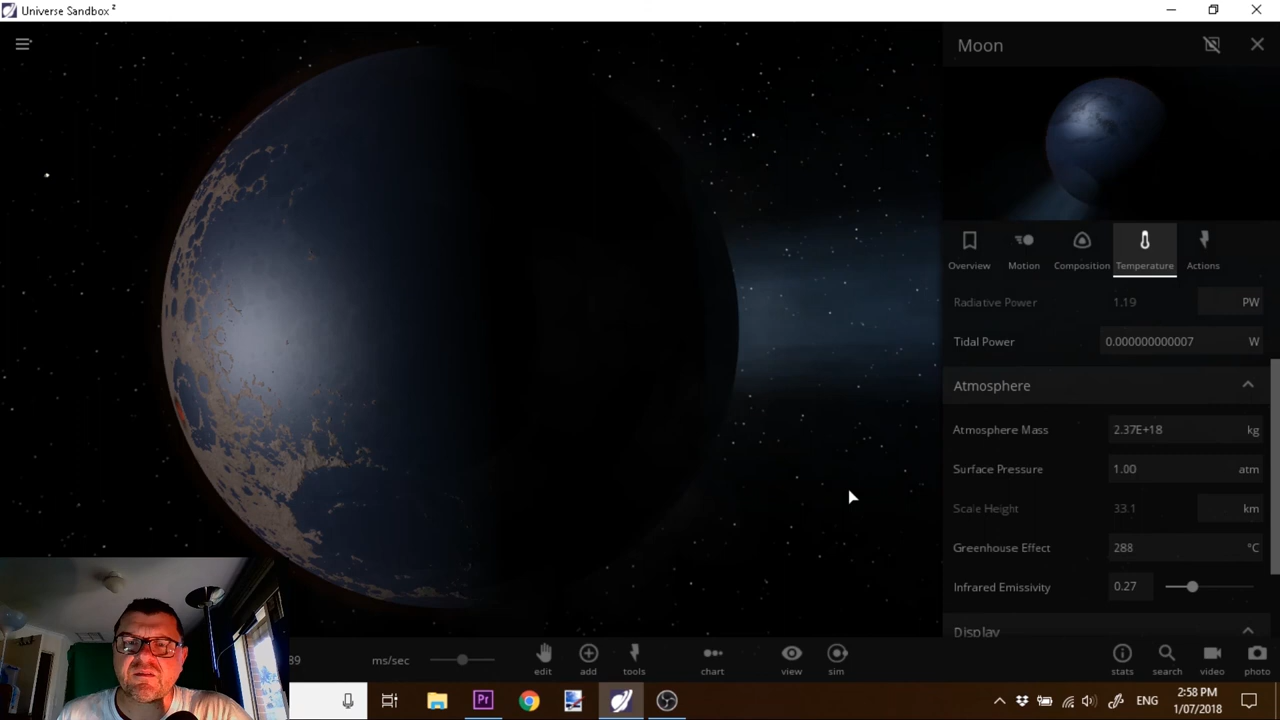 Universe Sandbox ²
Moon
Overview Motion Composition Temperature Actions
Radiative Power 1.19 PW
Tidal Power 0.000000000007 W
Atmosphere
Atmosphere Mass 2.37E+18 kg
Surface Pressure 1.00 atm
Scale Height 33.1 km
Greenhouse Effect 288 °C
Infrared Emissivity 0.27
Display
89 ms/sec
edit add tools chart view sim stats search video photo
Pr
ENG
2:58 PM
1/07/2018